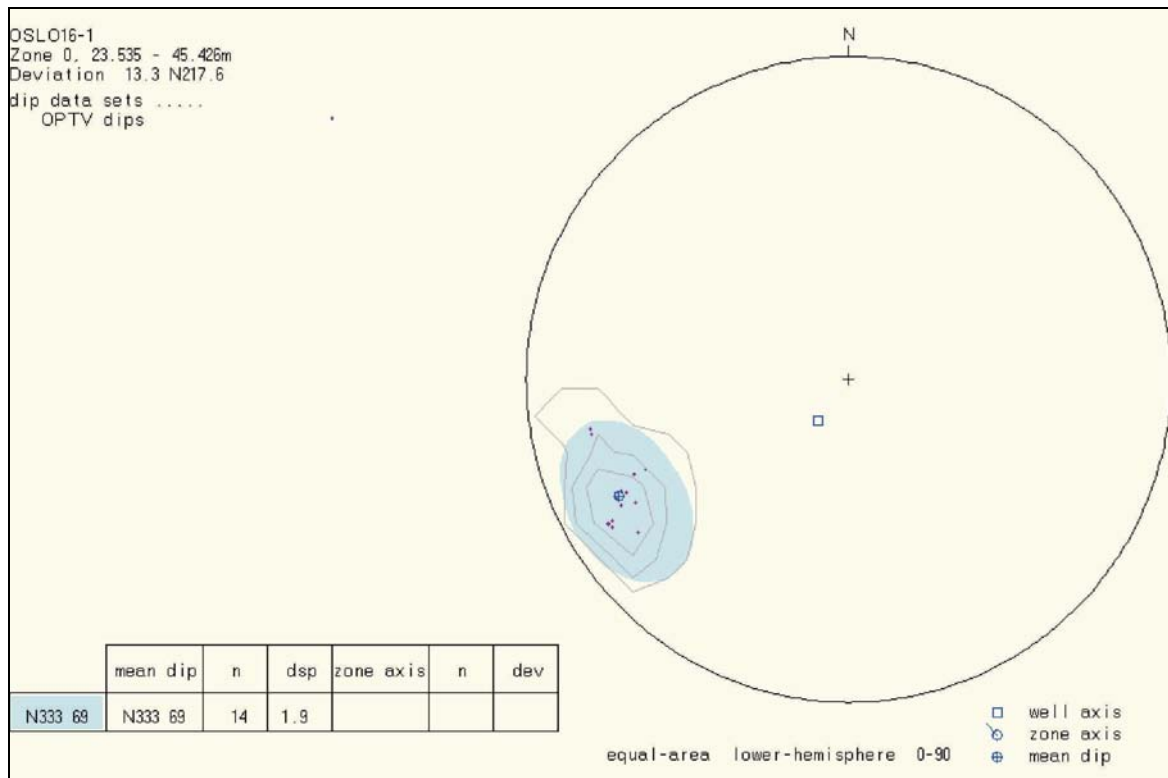 OSLO16-1
Zone 0, 23.535 - 45.426m
Deviation 13.3 N217.6
dip data sets .....
OPTV dips
N
mean dip n dsp zone axis n dev
N333 69 N333 69 14 1.9
well axis
zone axis
mean dip
equal-area lower-hemisphere 0-90